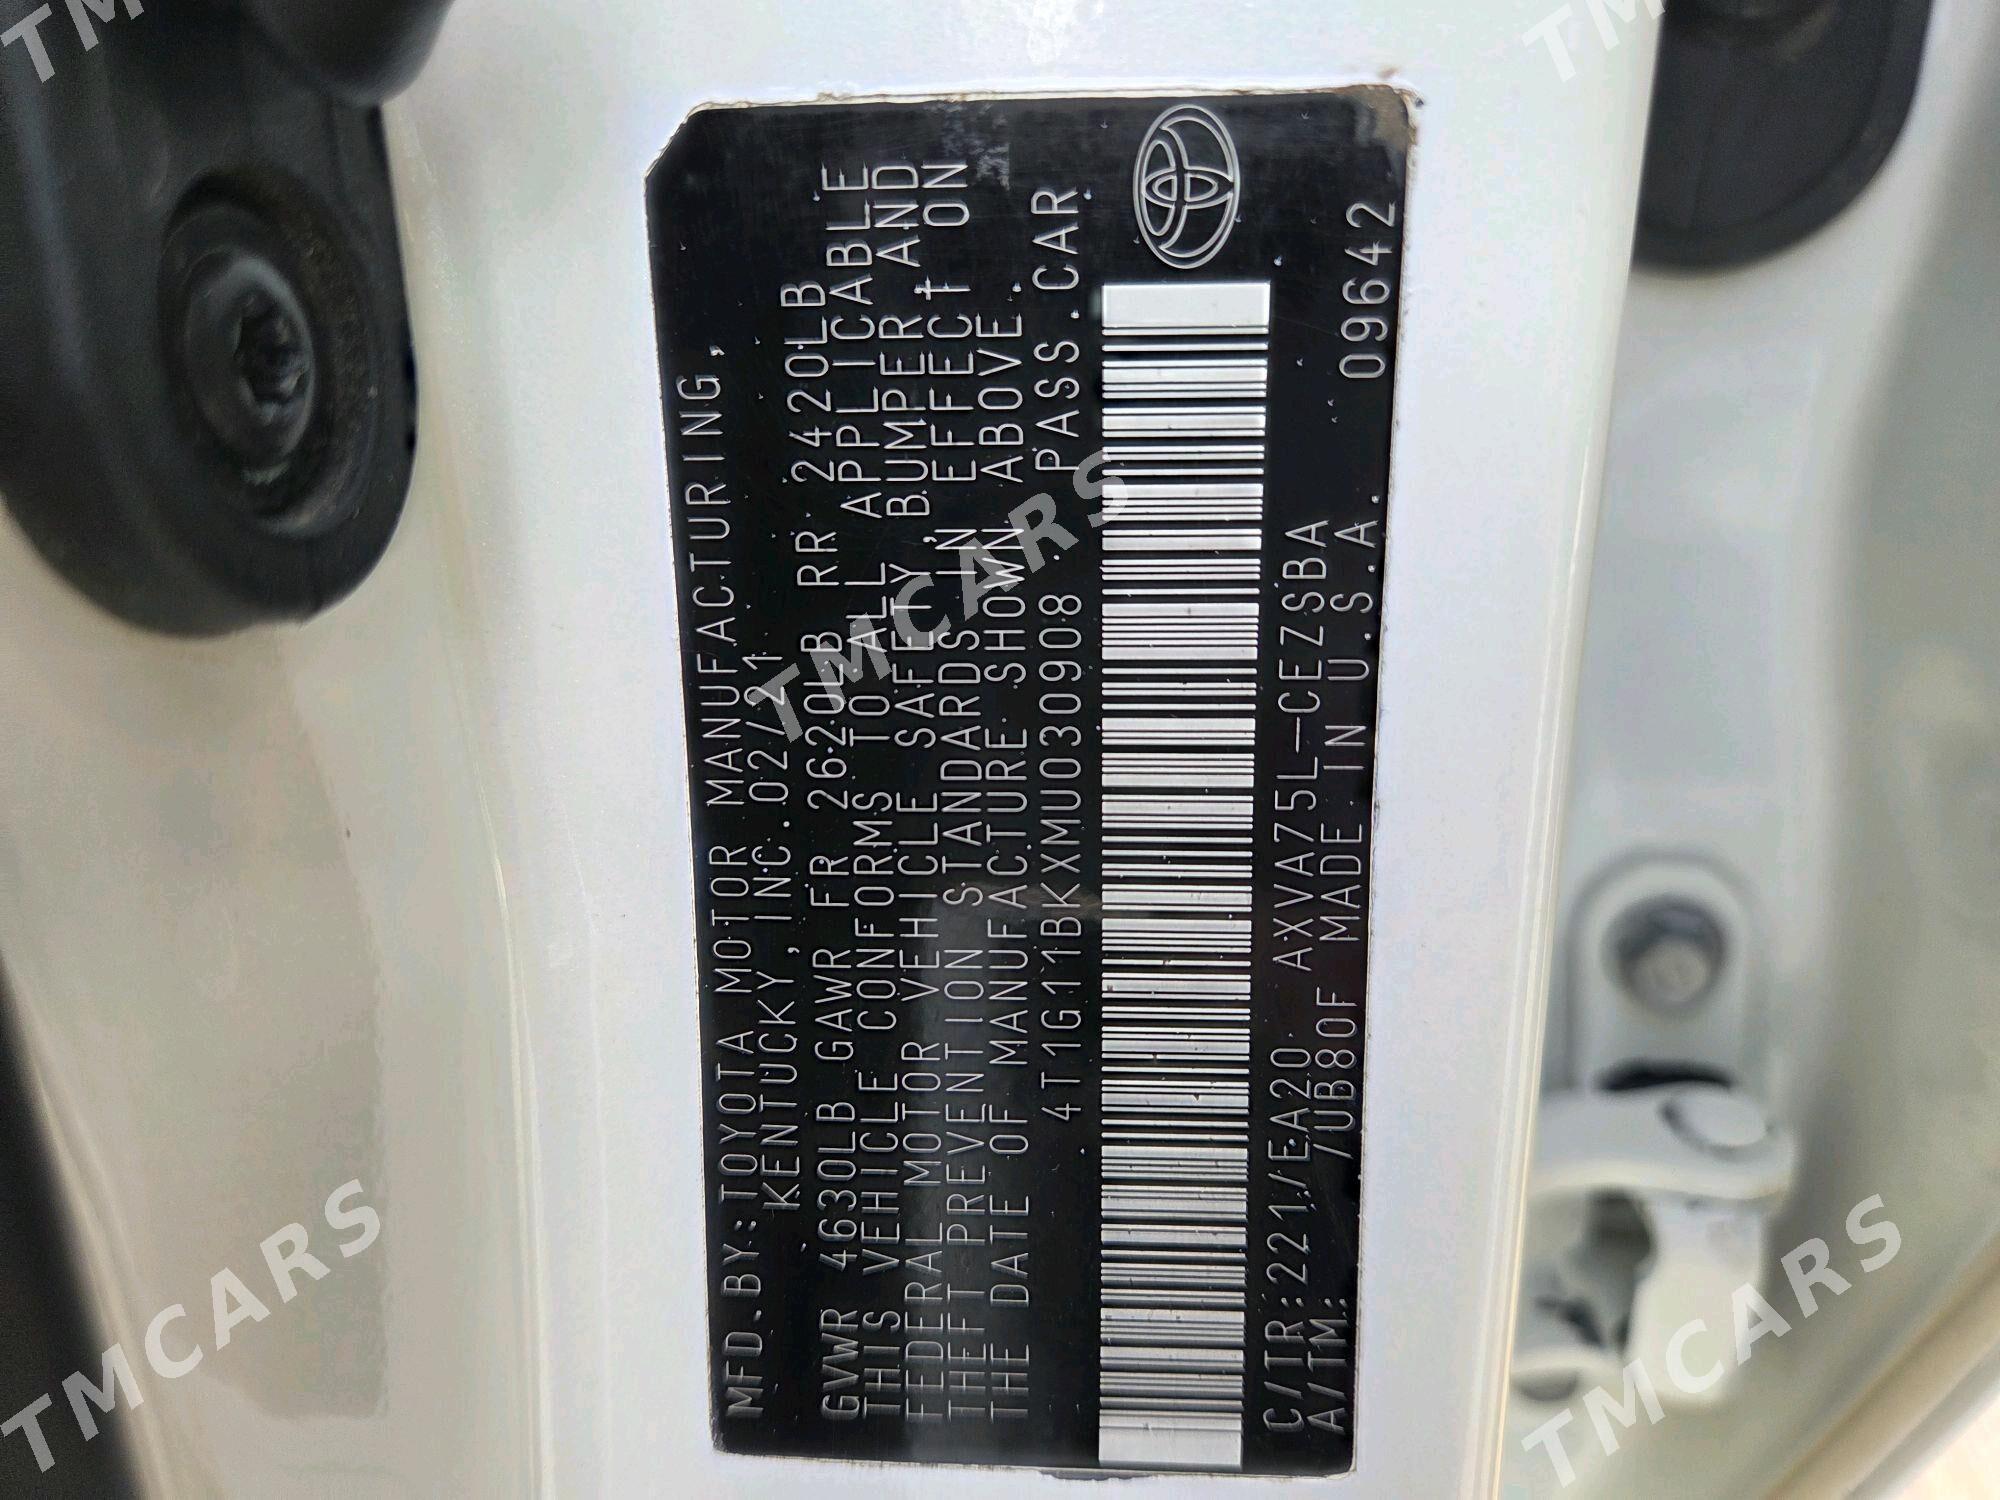 MFD.BY:TOYOTA MOTOR MANUFACTURING,
KENTUCKY, INC.02/21
GVWR 4630LB GAWR FR 2620LB RR 2420LB
THIS VEHICLE CONFORMS TO ALL APPLICABLE
FEDERAL MOTOR VEHICLE SAFETY, BUMPER AND
THEFT PREVENTION STANDARDS IN EFFECT ON
THE DATE OF MANUFACTURE SHOWN ABOVE.
4T1G11BKXMU030908 PASS.CAR
C/TR:221/EA20 AXVA75L-CEZSBA
A/TM: /UB80F MADE IN U.S.A. 09642
TMCARS
TMCARS
TMCARS